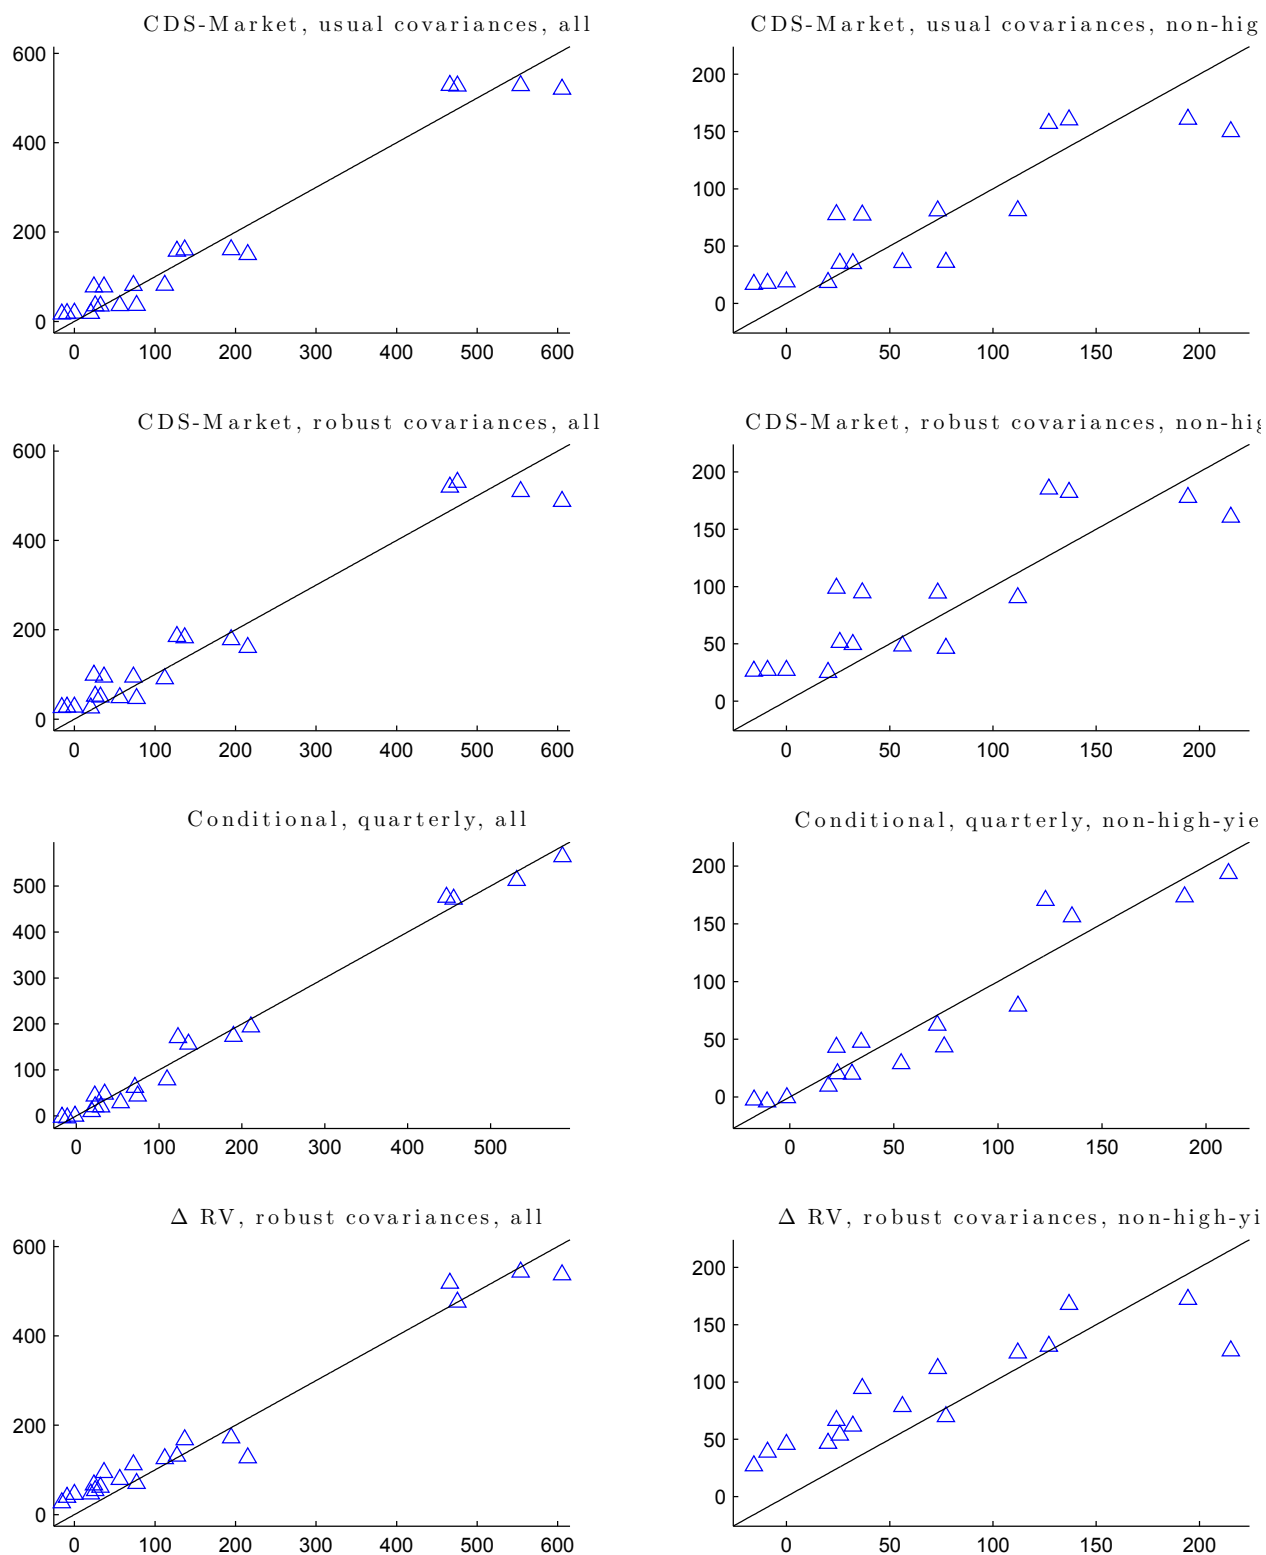 CDS-Market, usual covariances, all
600
400
200
0
0 100 200 300 400 500 600
CDS-Market, usual covariances, non-hig
200
150
100
50
0
0 50 100 150 200
CDS-Market, robust covariances, all
600
400
200
0
0 100 200 300 400 500 600
CDS-Market, robust covariances, non-hig
200
150
100
50
0
0 50 100 150 200
Conditional, quarterly, all
500
400
300
200
100
0
0 100 200 300 400 500
Conditional, quarterly, non-high-yie
200
150
100
50
0
0 50 100 150 200
Δ RV, robust covariances, all
600
400
200
0
0 100 200 300 400 500 600
Δ RV, robust covariances, non-high-yi
200
150
100
50
0
0 50 100 150 200